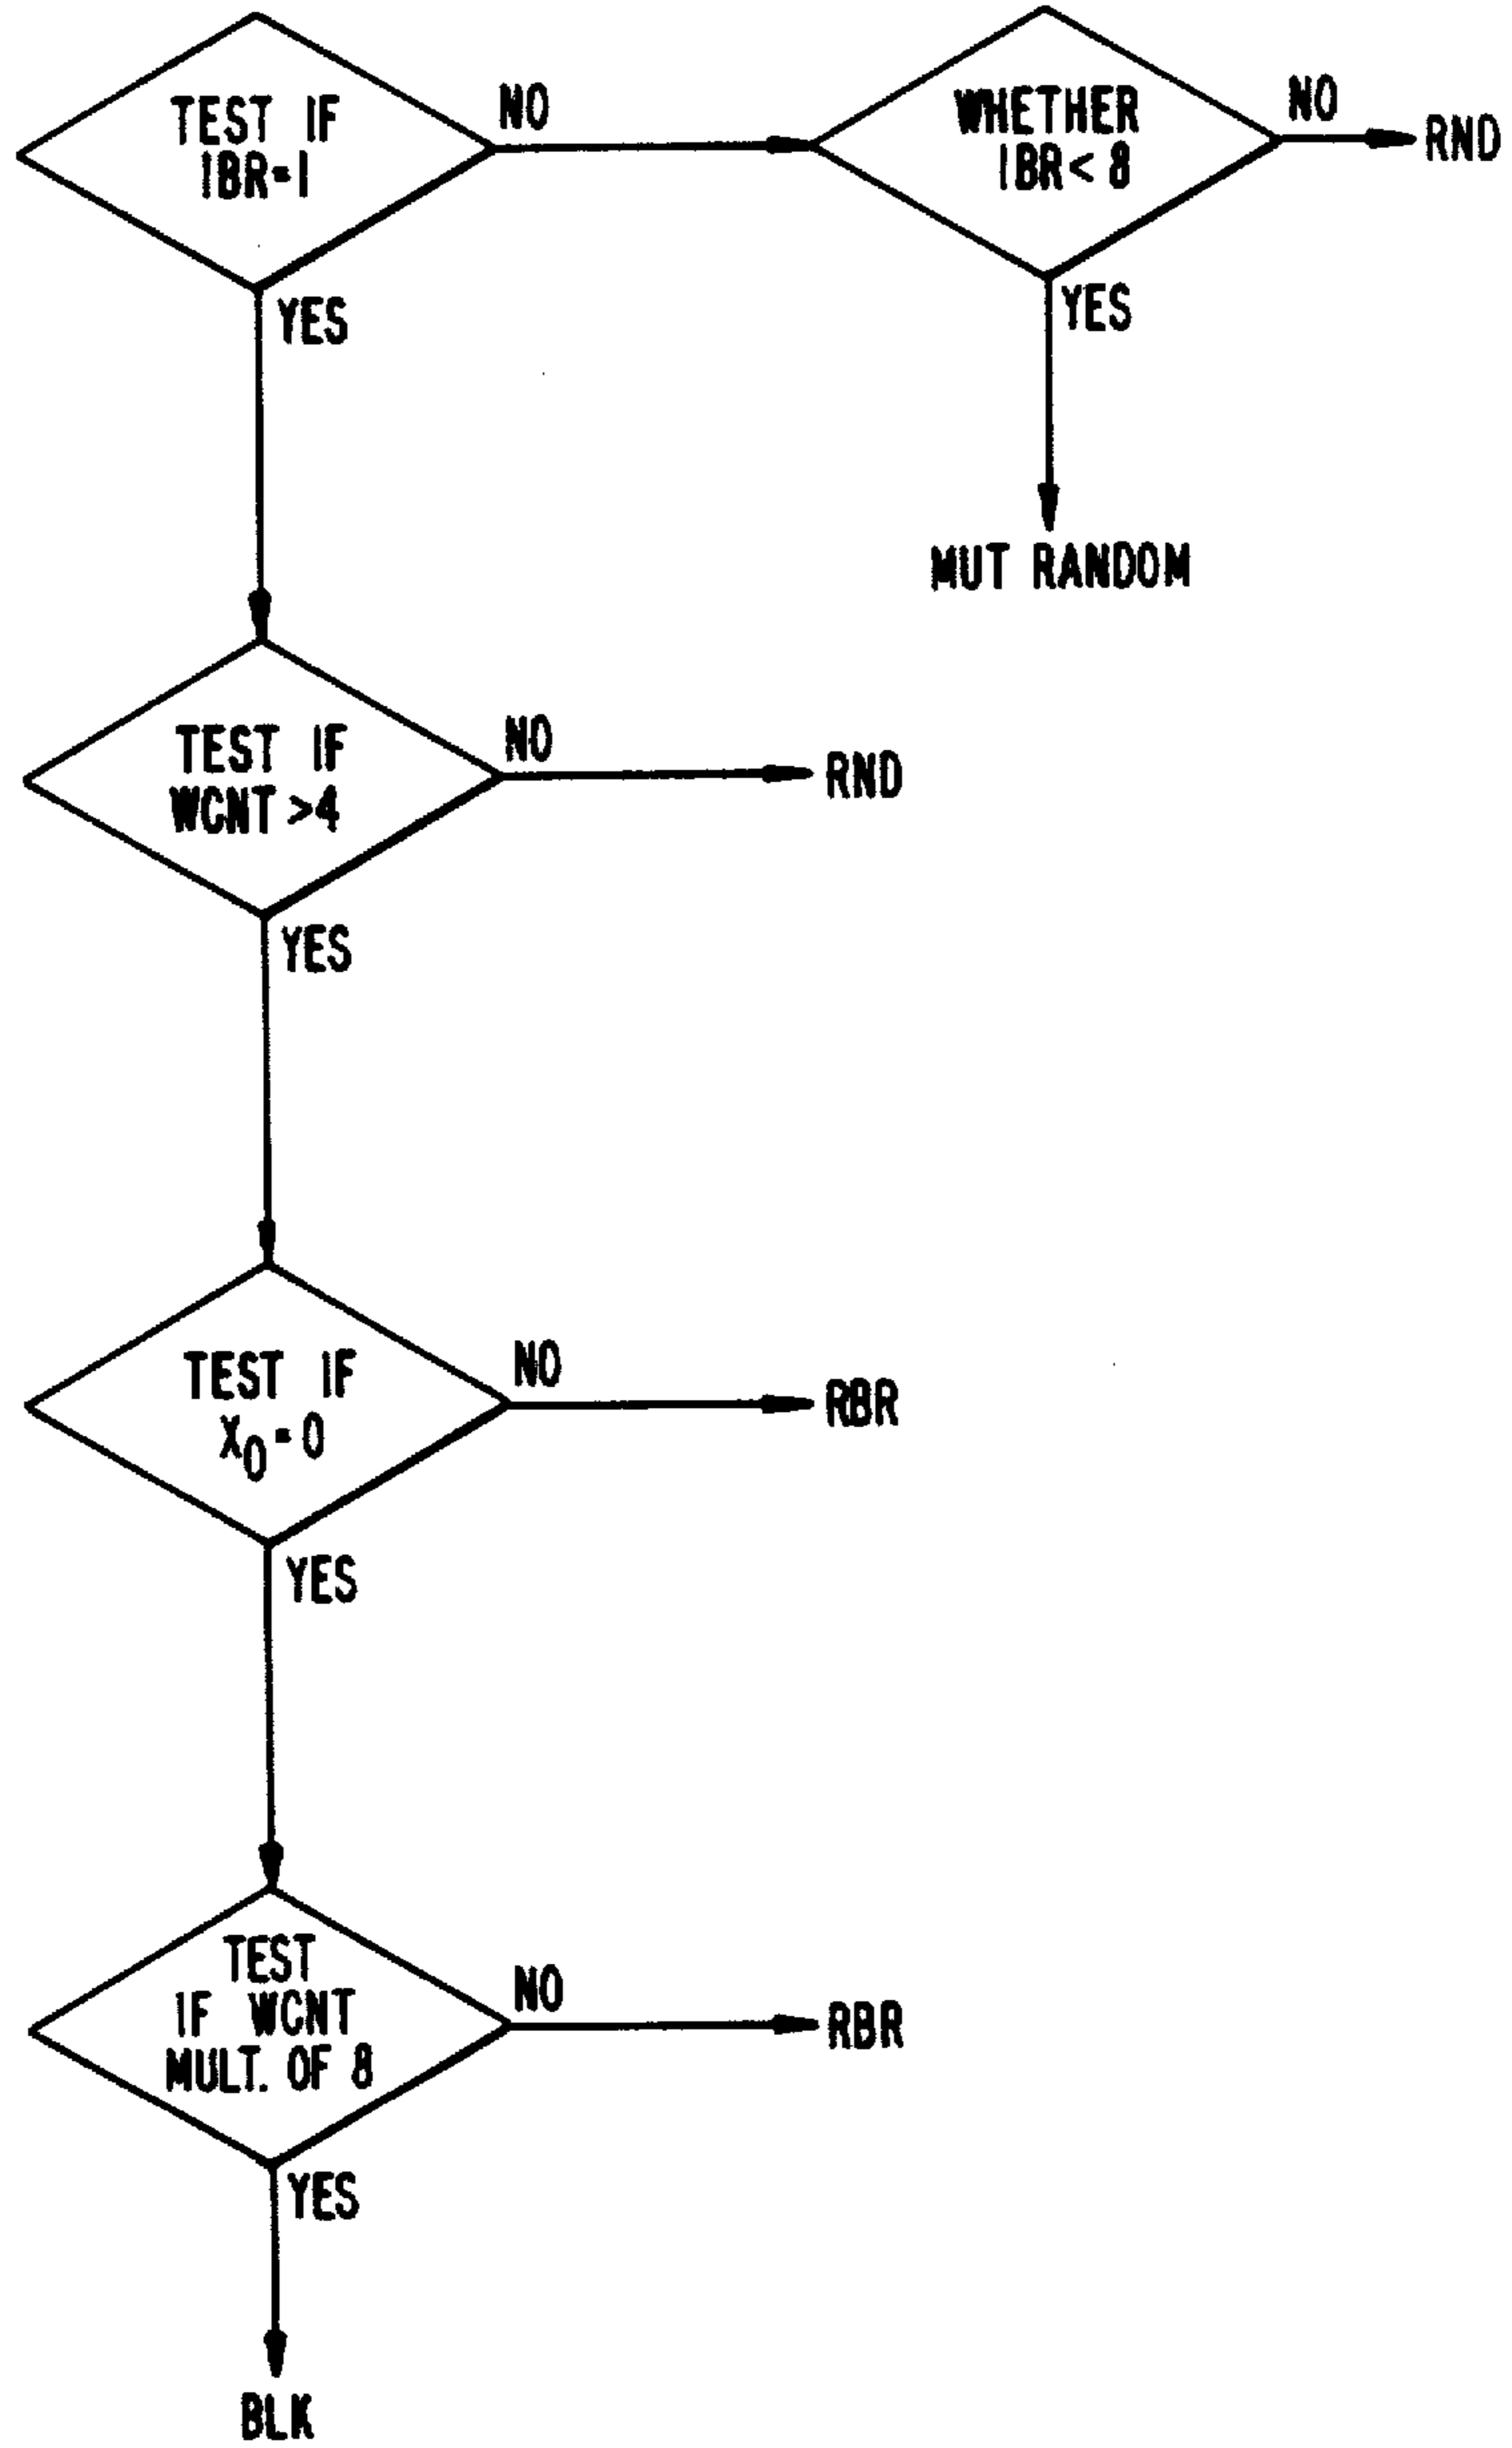 TEST IF
IBR=1
NO
WHETHER
IBR< 8
NO
RND
YES
YES
MUT RANDOM
TEST IF
WCNT >4
NO
RND
YES
TEST IF
X0=0
NO
RBR
YES
TEST
IF WCNT
MULT. OF 8
NO
RBR
YES
BLK